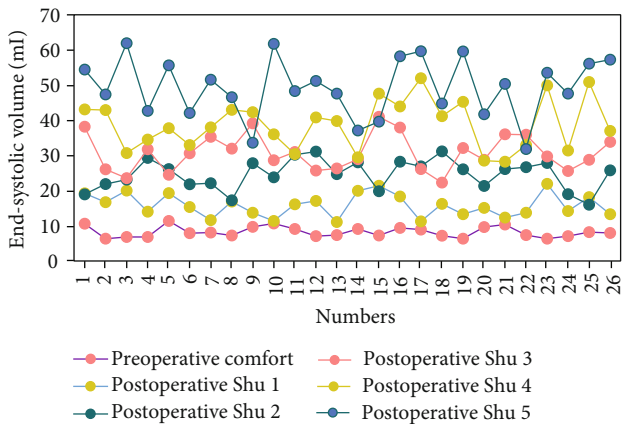 End-systolic volume (mI)
70
60
50
40
30
20
10
0
1 2 3 4 5 6 7 8 9 10 11 12 13 14 15 16 17 18 19 20 21 22 23 24 25 26
Numbers
Preoperative comfort
Postoperative Shu 1
Postoperative Shu 2
Postoperative Shu 3
Postoperative Shu 4
Postoperative Shu 5